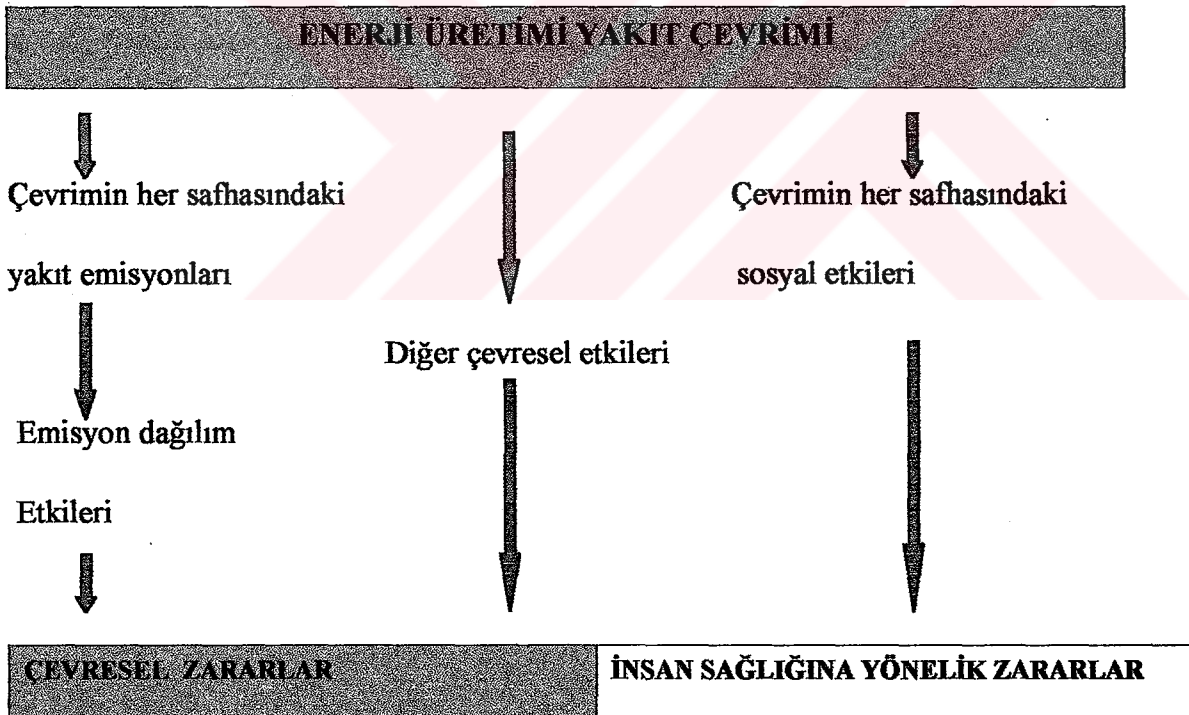 ENERJİ ÜRETİMİ YAKIT ÇEVRİMİ
Çevrimin her safhasındaki
yakıt emisyonları
Emisyon dağılım
Etkileri
Diğer çevresel etkileri
Çevrimin her safhasındaki
sosyal etkileri
ÇEVRESEL ZARARLAR
İNSAN SAĞLIĞINA YÖNELİK ZARARLAR